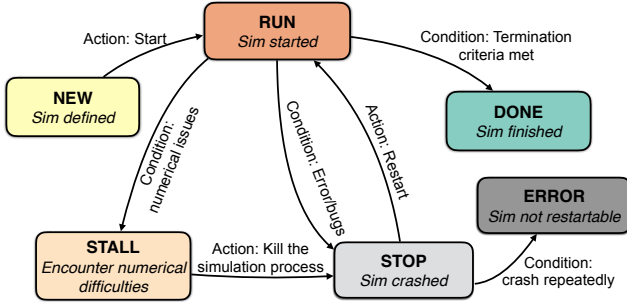 RUN
Sim started
Action: Start
Condition: Termination
criteria met
NEW
Sim defined
DONE
Sim finished
Condition:
numerical issues
Condition: Error/bugs
Action: Restart
ERROR
Sim not restartable
STALL
Encounter numerical
difficulties
Action: Kill the
simulation process
STOP
Sim crashed
Condition:
crash repeatedly